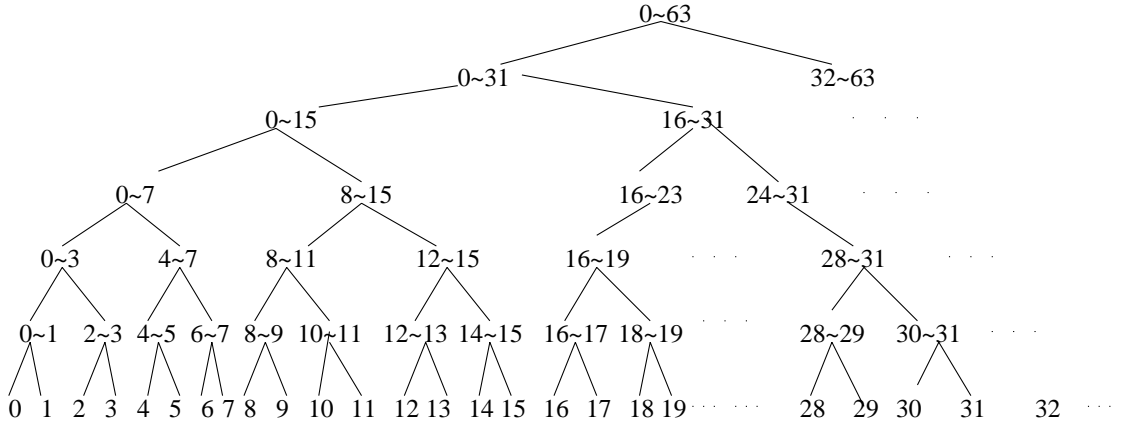 0~63
0~31 32~63
0~15 16~31 . . .
0~7 8~15 16~23 24~31 . . .
0~3 4~7 8~11 12~15 16~19 . . . 28~31 . . .
0~1 2~3 4~5 6~7 8~9 10~11 12~13 14~15 16~17 18~19 . . . 28~29 30~31 . . .
0 1 2 3 4 5 6 7 8 9 10 11 12 13 14 15 16 17 18 19 . . . . . . 28 29 30 31 32 . . .